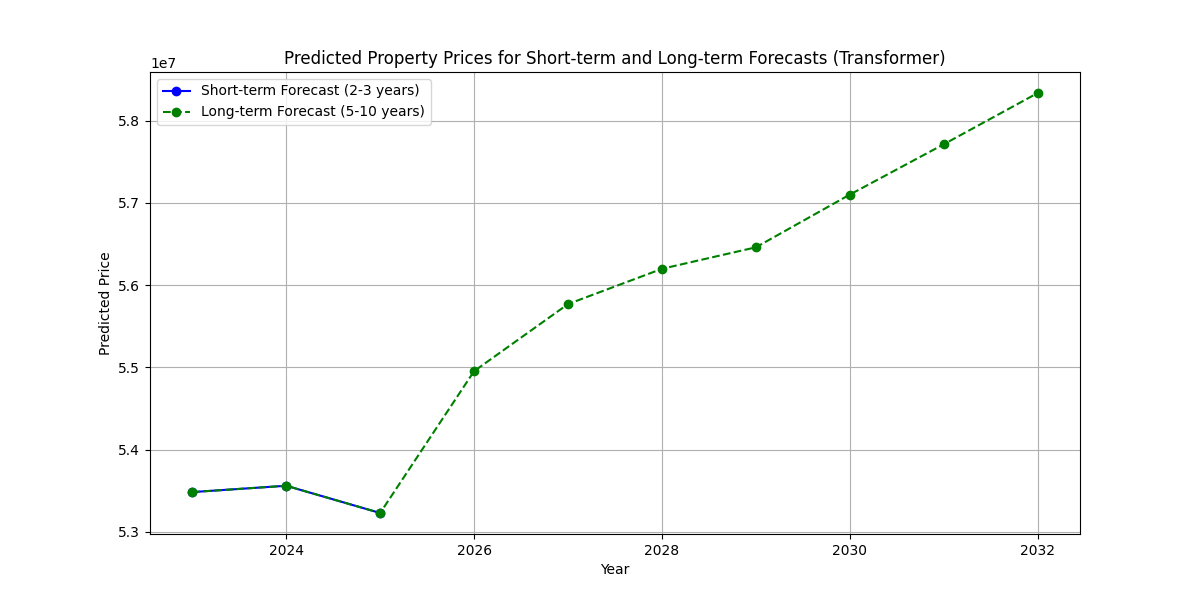 Predicted Property Prices for Short-term and Long-term Forecasts (Transformer)
1e7
Short-term Forecast (2-3 years)
Long-term Forecast (5-10 years)
5.8
5.7
5.6
5.5
5.4
5.3
Predicted Price
2024 2026 2028 2030 2032
Year